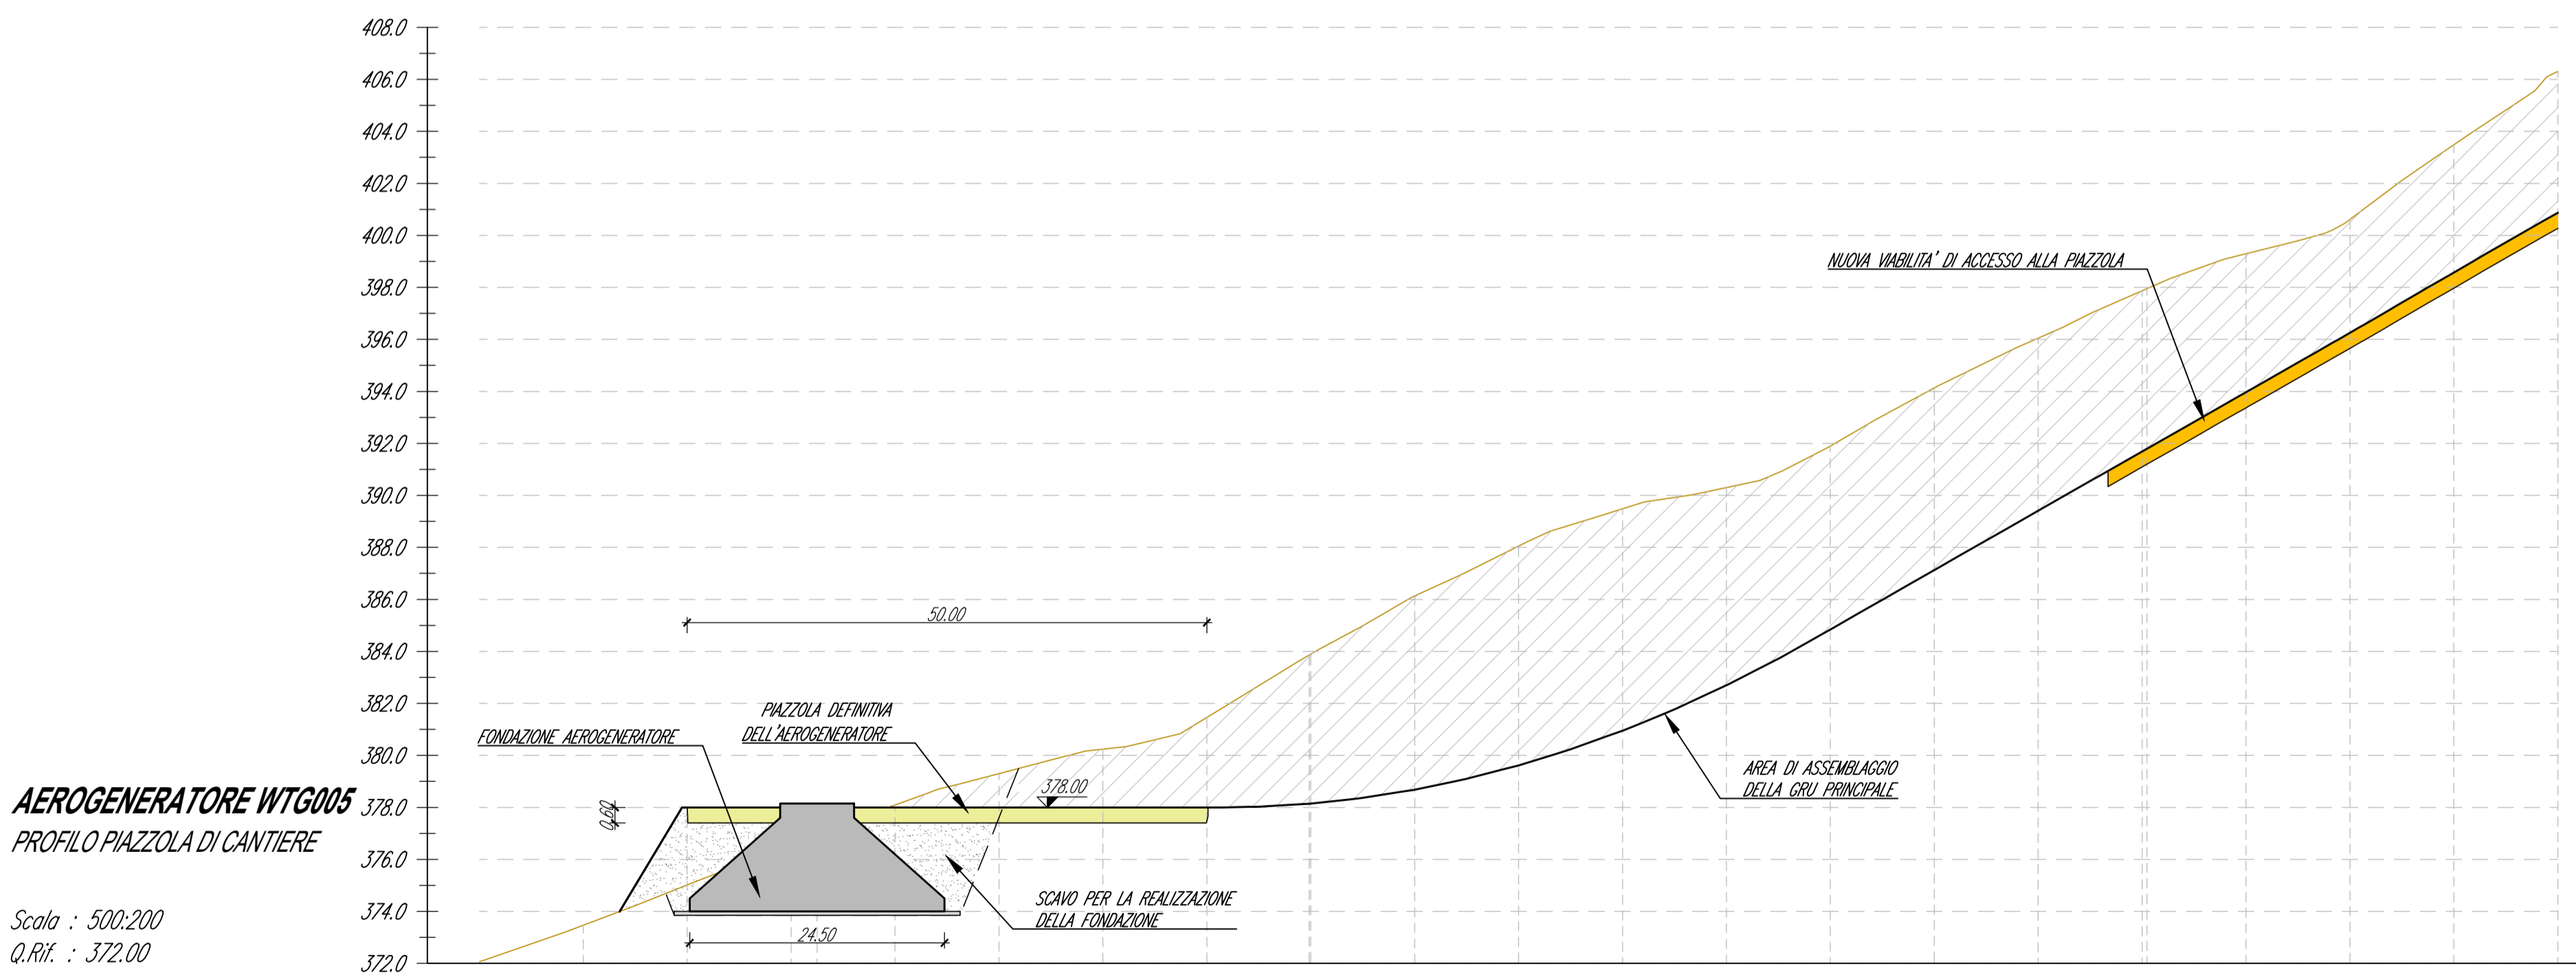 408.0
406.0
404.0
402.0
400.0
398.0
396.0
394.0
392.0
390.0
388.0
386.0
384.0
382.0
380.0
378.0
376.0
374.0
372.0
NUOVA VIABILITA' DI ACCESSO ALLA PIAZZOLA
50.00
PIAZZOLA DEFINITIVA
DELL'AEROGENERATORE
FONDAZIONE AEROGENERATORE
378.00
AREA DI ASSEMBLAGGIO
DELLA GRU PRINCIPALE
0.60
SCAVO PER LA REALIZZAZIONE
DELLA FONDAZIONE
24.50
AEROGENERATORE WTG005
PROFILO PIAZZOLA DI CANTIERE
Scala : 500:200
Q.Rif. : 372.00